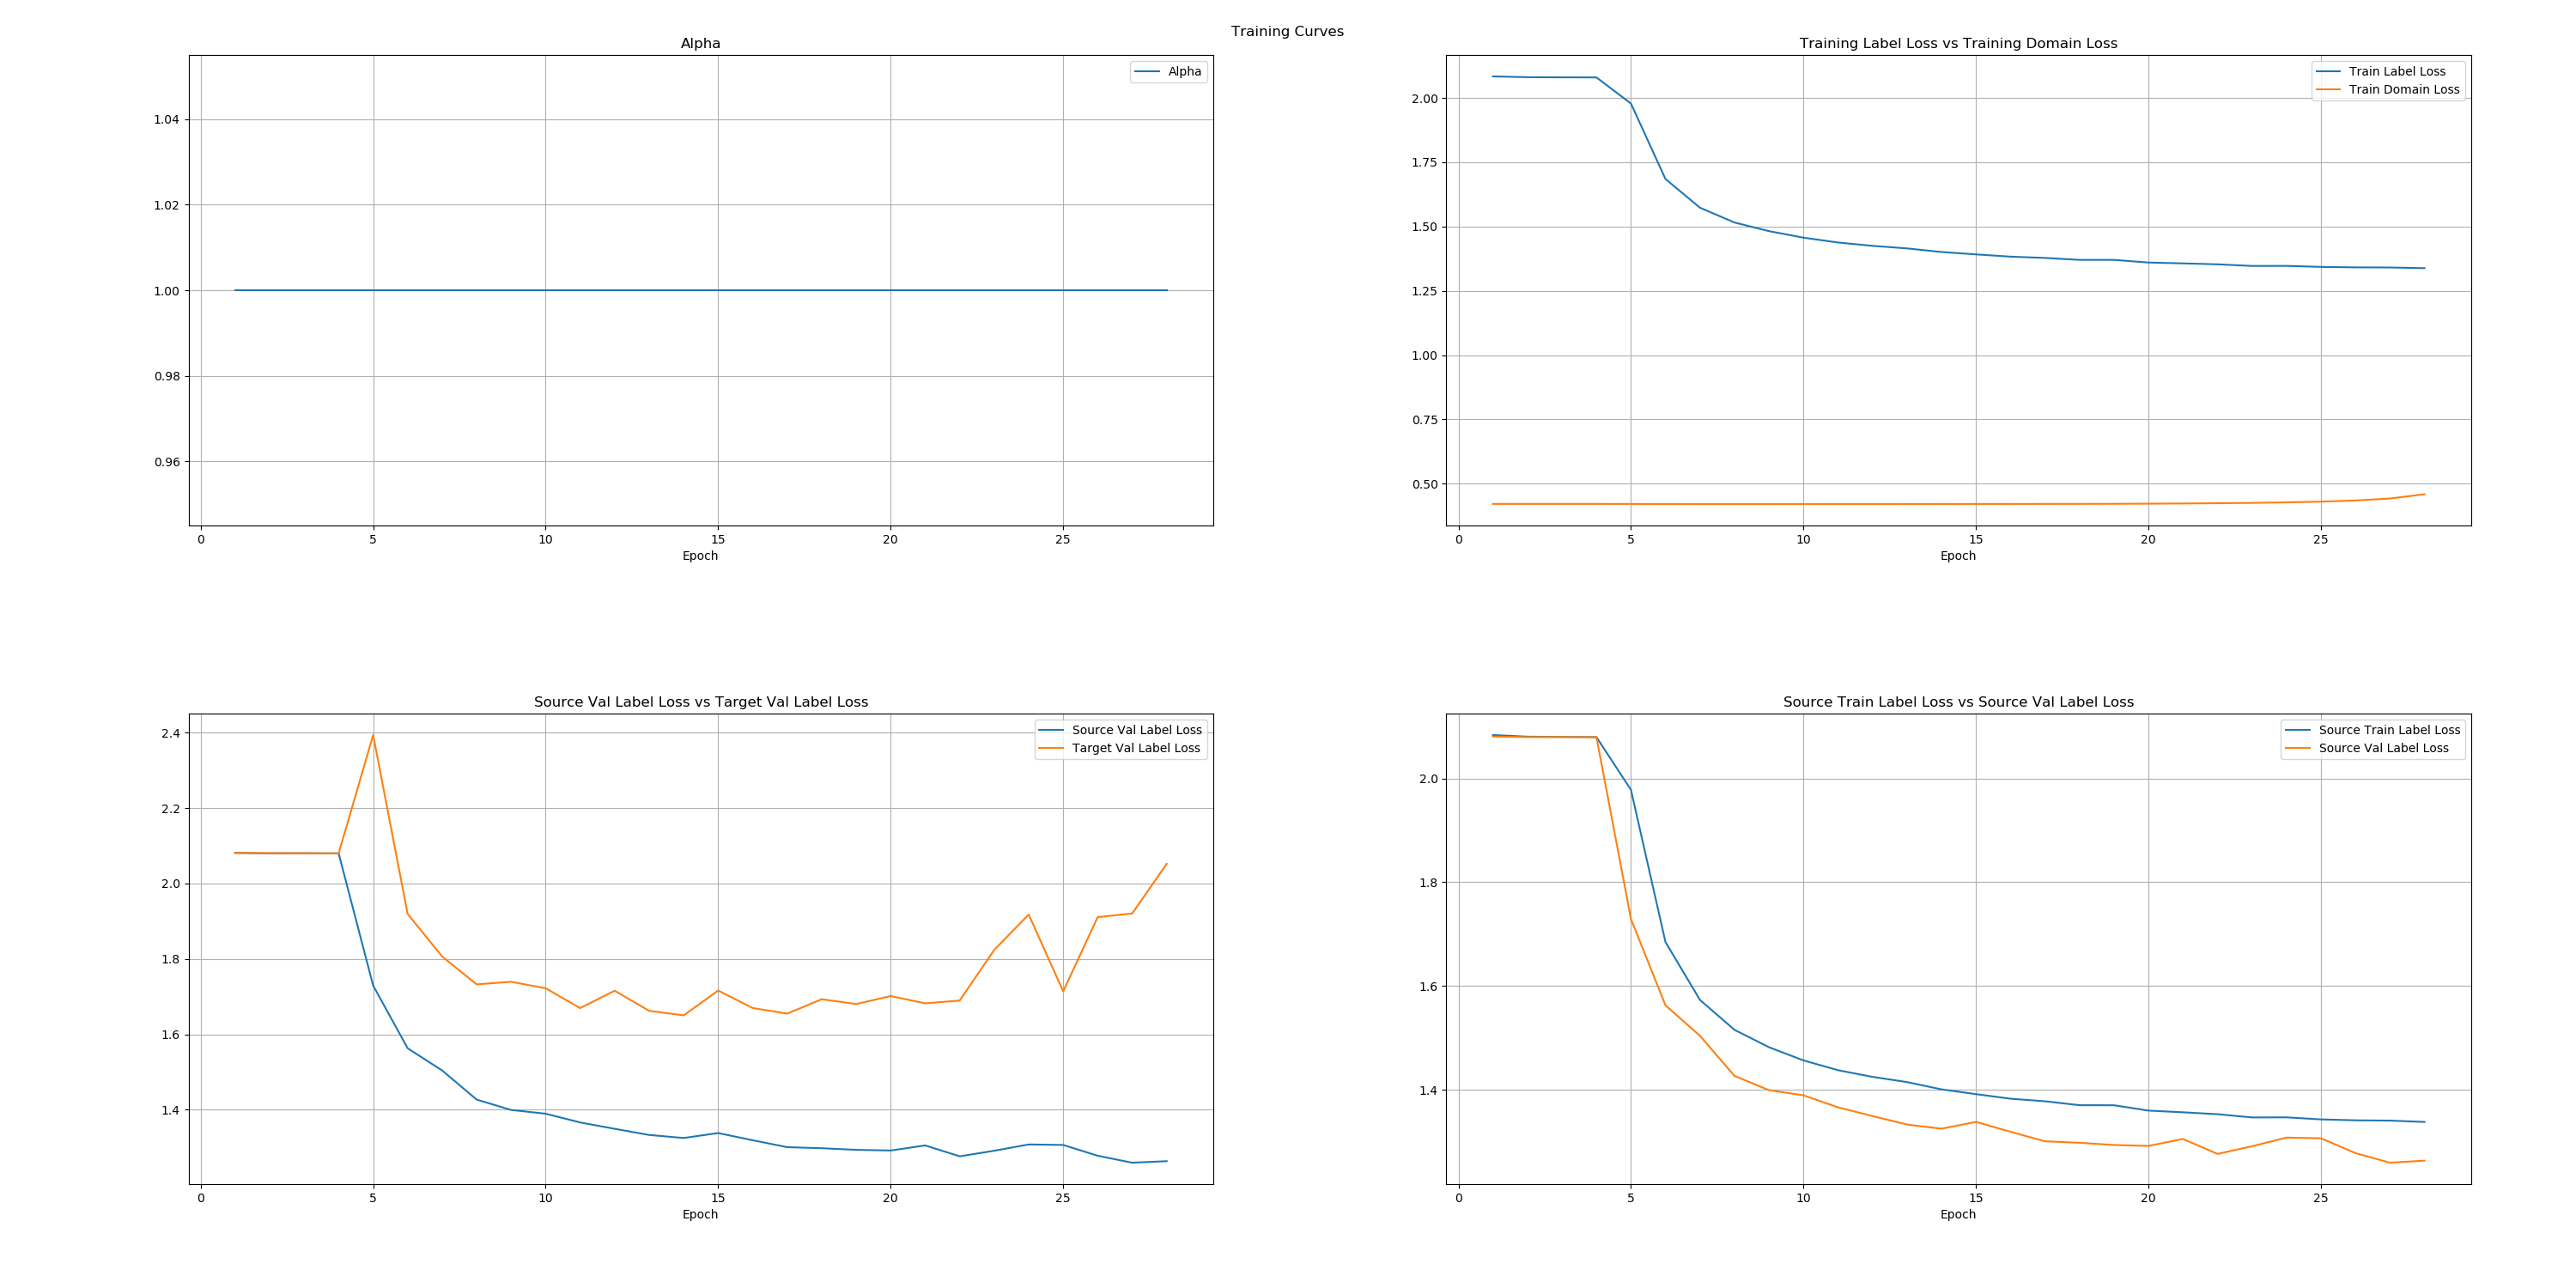 Training Curves
Alpha
Alpha
1.04
1.02
1.00
0.98
0.96
0 5 10 15 20 25
Epoch
Training Label Loss vs Training Domain Loss
Train Label Loss
Train Domain Loss
2.00
1.75
1.50
1.25
1.00
0.75
0.50
0 5 10 15 20 25
Epoch
Source Val Label Loss vs Target Val Label Loss
Source Val Label Loss
Target Val Label Loss
2.4
2.2
2.0
1.8
1.6
1.4
0 5 10 15 20 25
Epoch
Source Train Label Loss vs Source Val Label Loss
Source Train Label Loss
Source Val Label Loss
2.0
1.8
1.6
1.4
0 5 10 15 20 25
Epoch